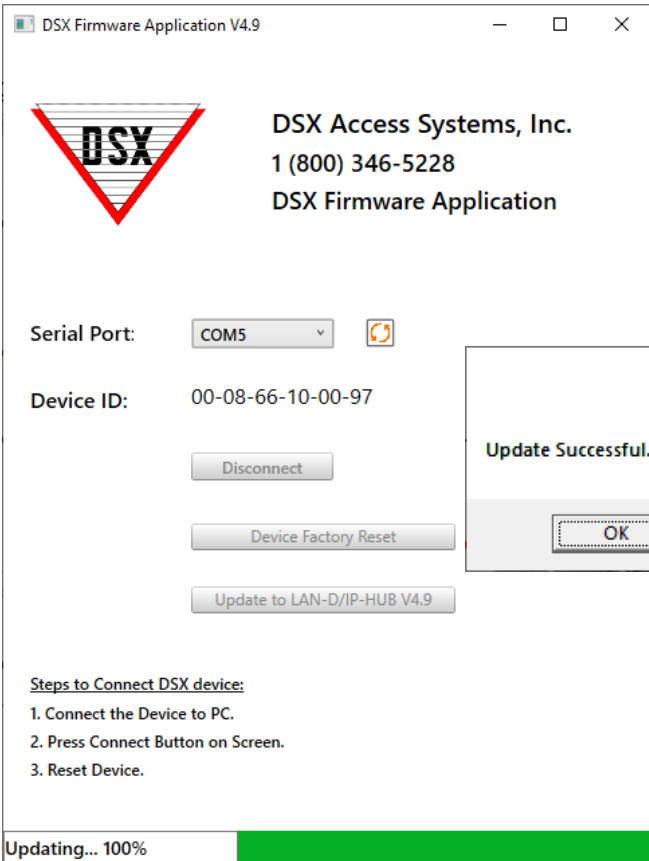 DSX Firmware Application V4.9
DSX
DSX Access Systems, Inc.
1 (800) 346-5228
DSX Firmware Application
Serial Port:
COM5
Device ID:
00-08-66-10-00-97
Update Successful.
Disconnect
OK
Device Factory Reset
Update to LAN-D/IP-HUB V4.9
Steps to Connect DSX device:
1. Connect the Device to PC.
2. Press Connect Button on Screen.
3. Reset Device.
Updating... 100%